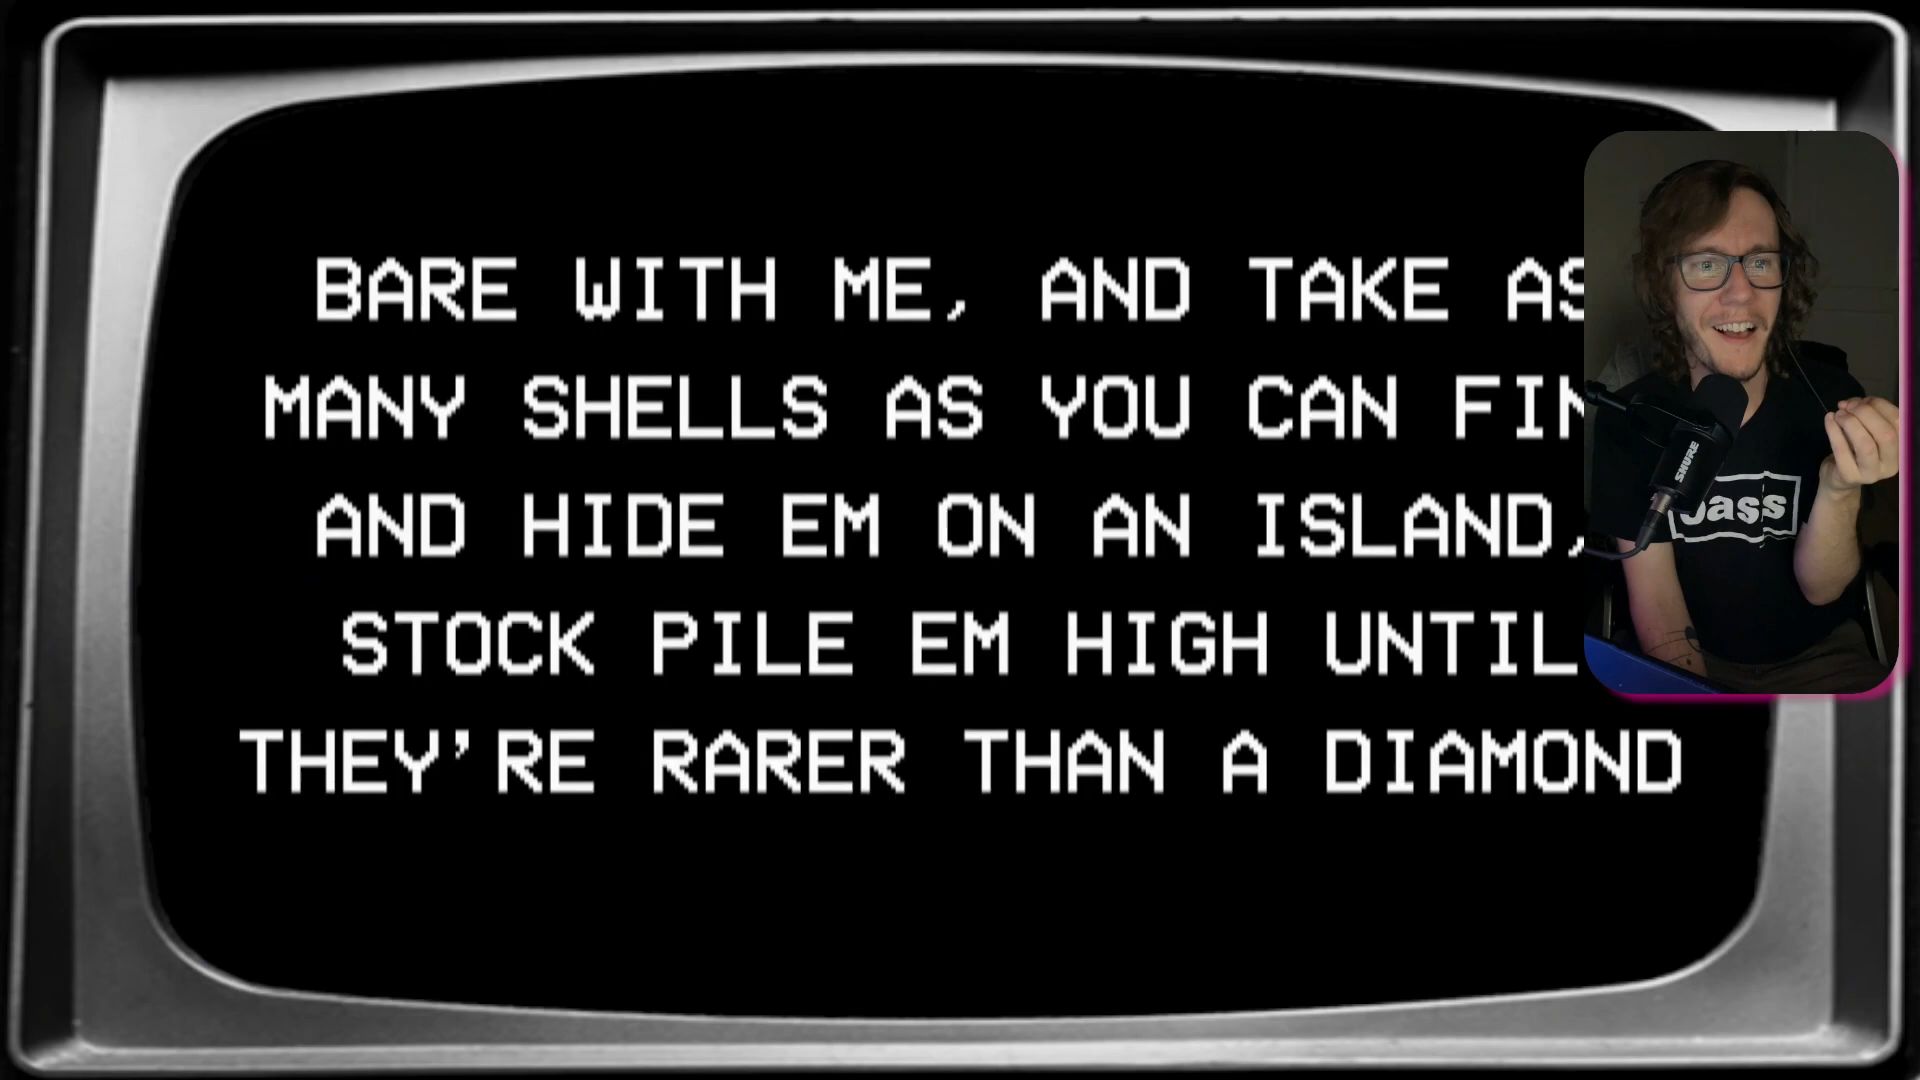 BARE WITH ME, AND TAKE AS
MANY SHELLS AS YOU CAN
AND HIDE EM ON AN ISLAND,
STOCK PILE EM HIGH UNTIL
THEY'RE RARER THAN A DIAMOND
SHURE